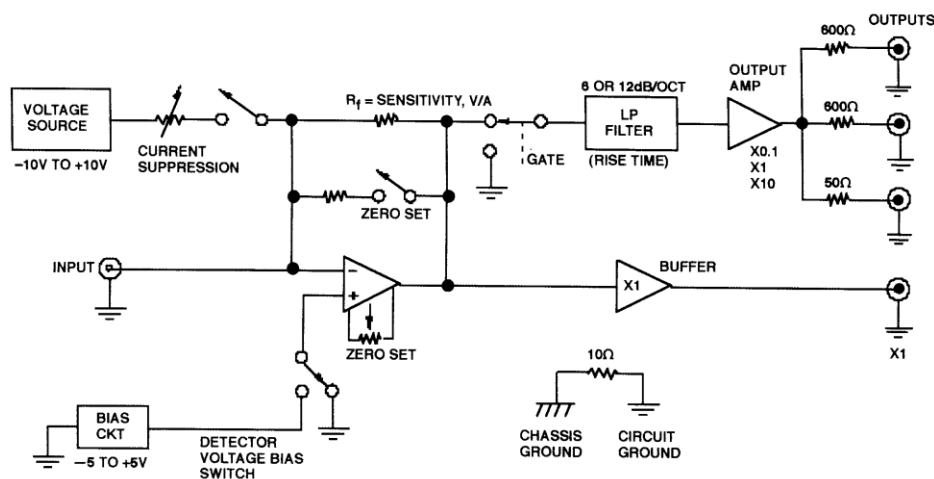 OUTPUTS
600Ω
OUTPUT
AMP
6 OR 12dB/OCT
R_f = SENSITIVITY, V/A
VOLTAGE
SOURCE
LP
FILTER
600Ω
–10V TO +10V
CURRENT
SUPPRESSION
GATE
(RISE TIME)
X0.1
X1
X10
50Ω
ZERO SET
INPUT
–
+
BUFFER
X1
ZERO SET
X1
10Ω
BIAS
CKT
–5 TO +5V
DETECTOR
VOLTAGE BIAS
SWITCH
CHASSIS
GROUND
CIRCUIT
GROUND